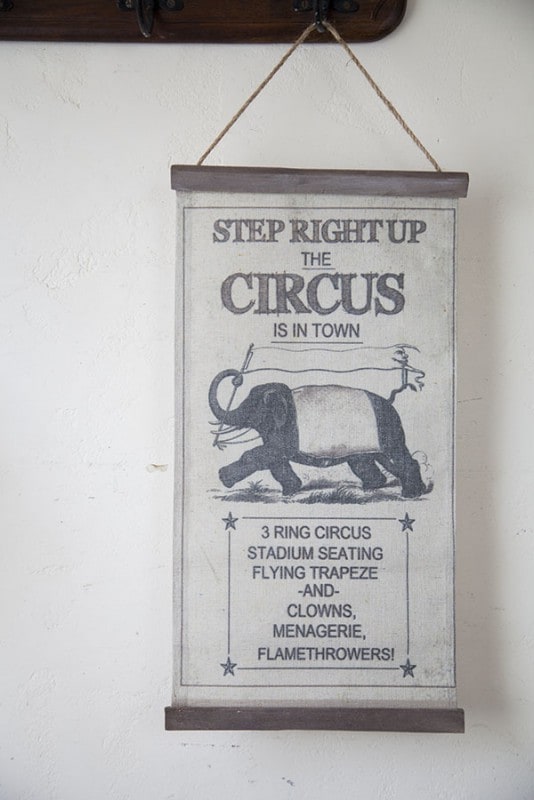 STEP RIGHT UP
THE
CIRCUS
IS IN TOWN
3 RING CIRCUS
STADIUM SEATING
FLYING TRAPEZE
-AND-
CLOWNS,
MENAGERIE,
FLAMETHROWERS!